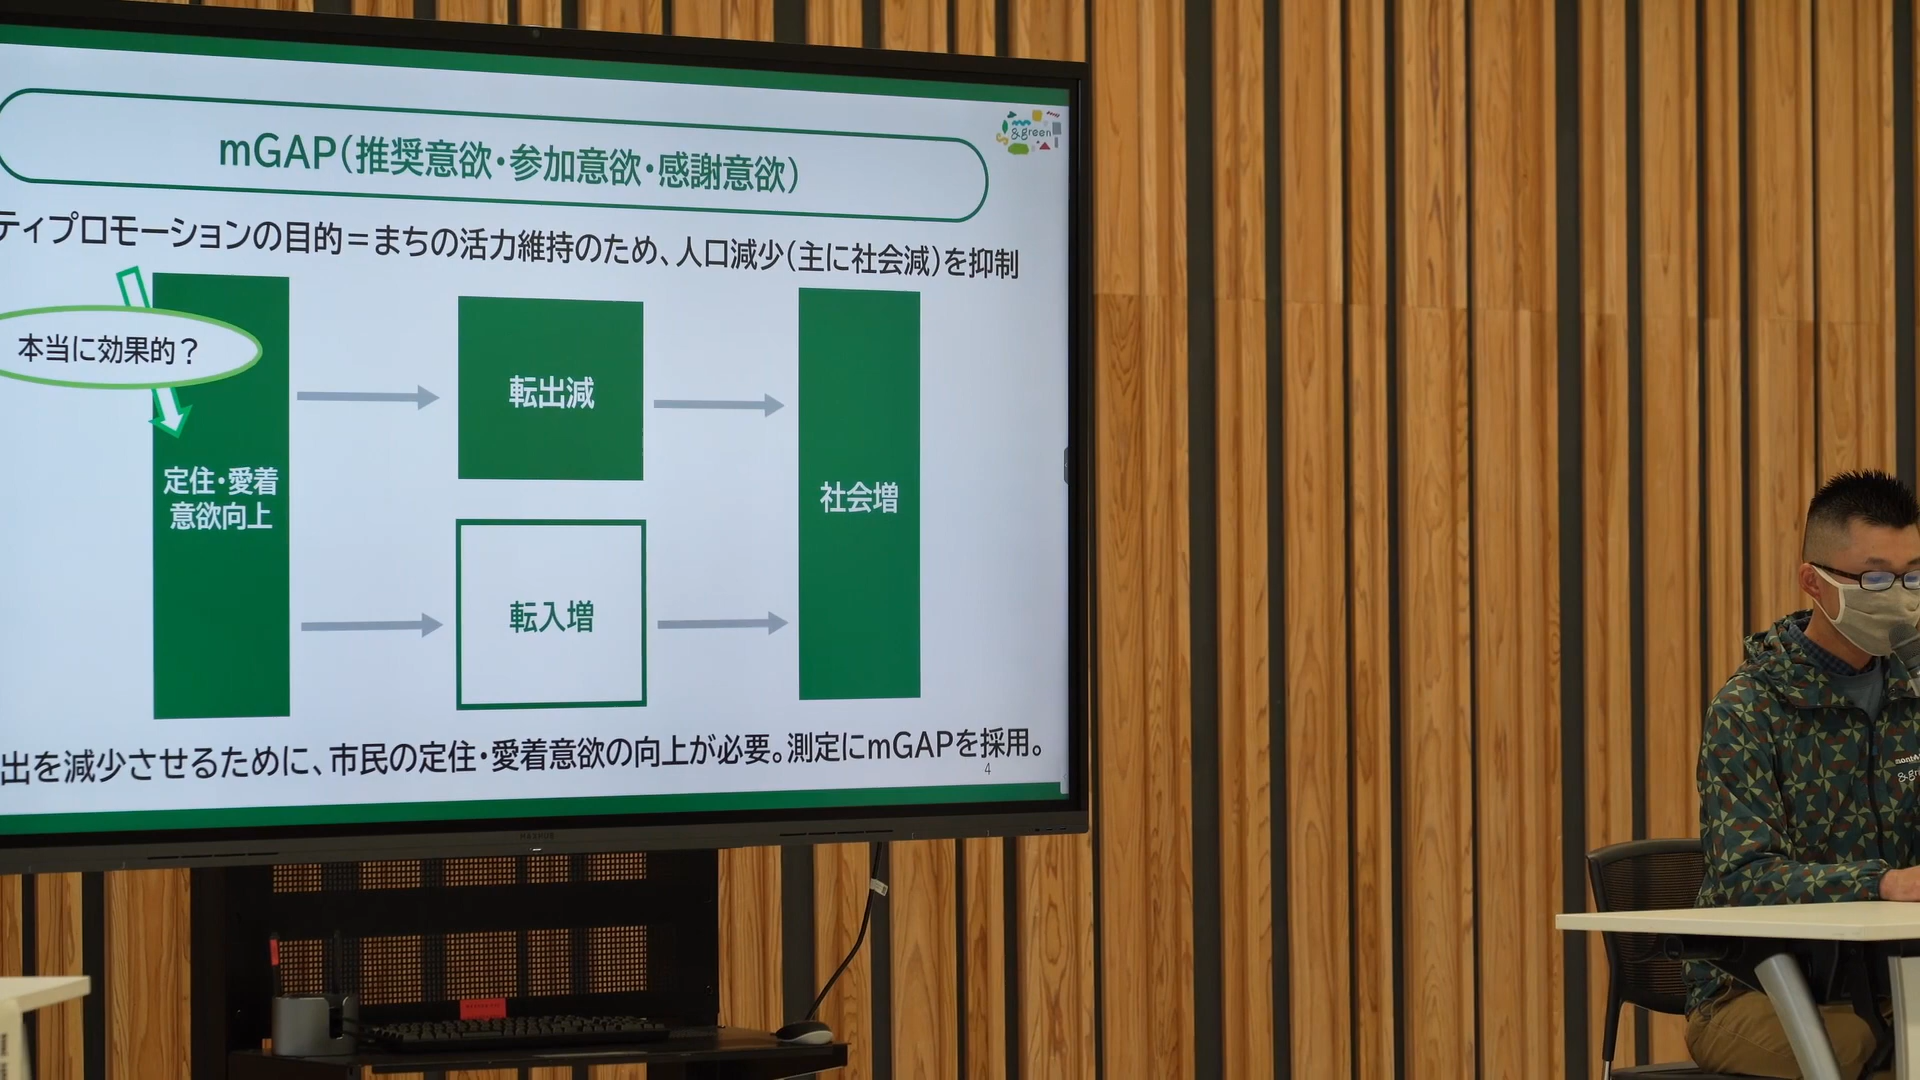 mGAP(推奨意欲・参加意欲・感謝意欲)
&green
ティプロモーションの目的=まちの活力維持のため、人口減少(主に社会減)を抑制
本当に効果的?
転出減
定住・愛着
意欲向上
社会増
転入増
出を減少させるために、市民の定住・愛着意欲の向上が必要。測定にmGAPを採用。
4
MAXHUB